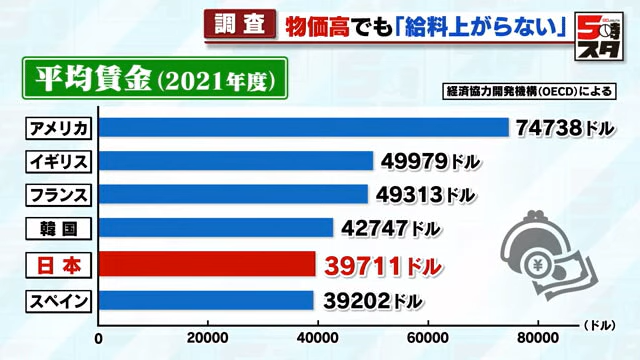 調査 物価高でも「給料上がらない」
5時スタ
平均賃金(2021年度)
経済協力開発機構(OECD)による
アメリカ 74738ドル
イギリス 49979ドル
フランス 49313ドル
韓国 42747ドル
日本 39711ドル
スペイン 39202ドル
0 20000 40000 60000 80000 (ドル)
¥